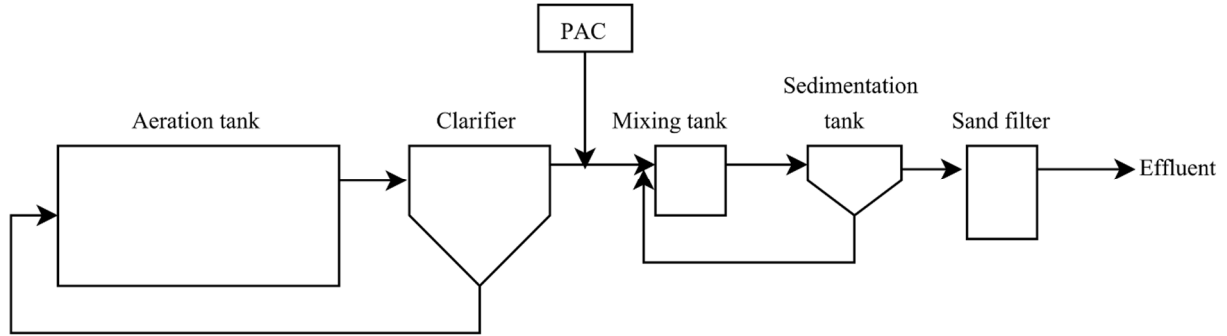 PAC
Aeration tank
Clarifier
Mixing tank
Sedimentation
tank
Sand filter
Effluent